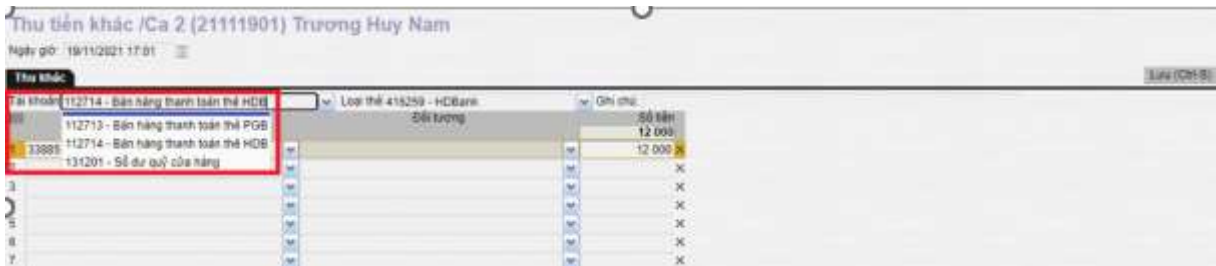 Thu tiền khác /Ca 2 (21111901) Trương Huy Nam
Ngày giờ 19/11/2021 17:01
Thu khác
Lưu (Ctrl-S)
Tài khoản 112714 - Bán hàng thanh toán thẻ HDB Loại thẻ 416259 - HDBank Ghi chú
Đối tượng Số tiền
12 000
112713 - Bán hàng thanh toán thẻ PGB
112714 - Bán hàng thanh toán thẻ HDB
131201 - Số dư quỹ cửa hàng
1 33885 12 000 ×
×
3 ×
×
5 ×
6 ×
7 ×